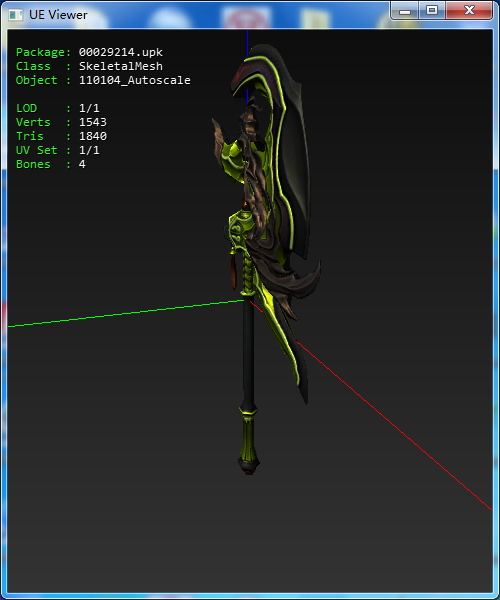 UE Viewer
Package: 00029214.upk
Class : SkeletalMesh
Object : 110104_Autoscale
LOD : 1/1
Verts : 1543
Tris : 1840
UV Set : 1/1
Bones : 4